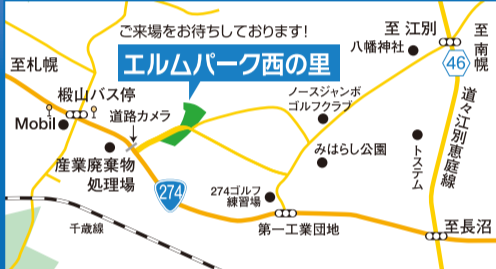 ご来場をお待ちしております!
エルムパーク西の里
至 江別
至南幌
八幡神社
46
至札幌
椴山バス停
道路カメラ
Mobil
ノースジャンボ
ゴルフクラブ
道々江別恵庭線
産業廃棄物
処理場
みはらし公園
トステム
274
274ゴルフ
練習場
千歳線
第一工業団地
至長沼